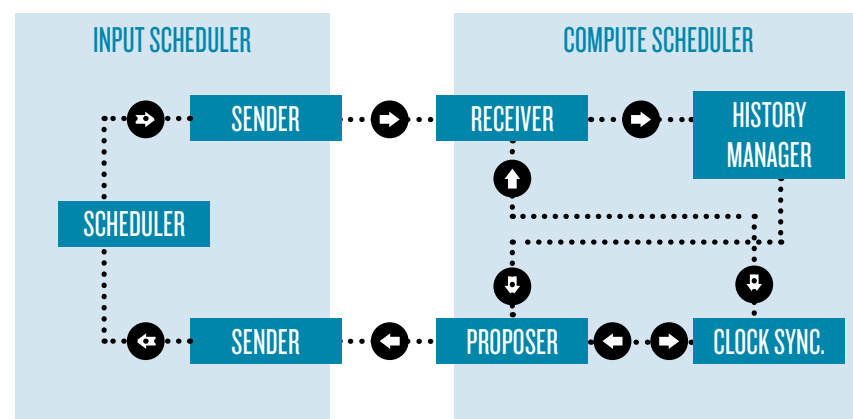 INPUT SCHEDULER
COMPUTE SCHEDULER
SENDER
RECEIVER
HISTORY
MANAGER
SCHEDULER
SENDER
PROPOSER
CLOCK SYNC.